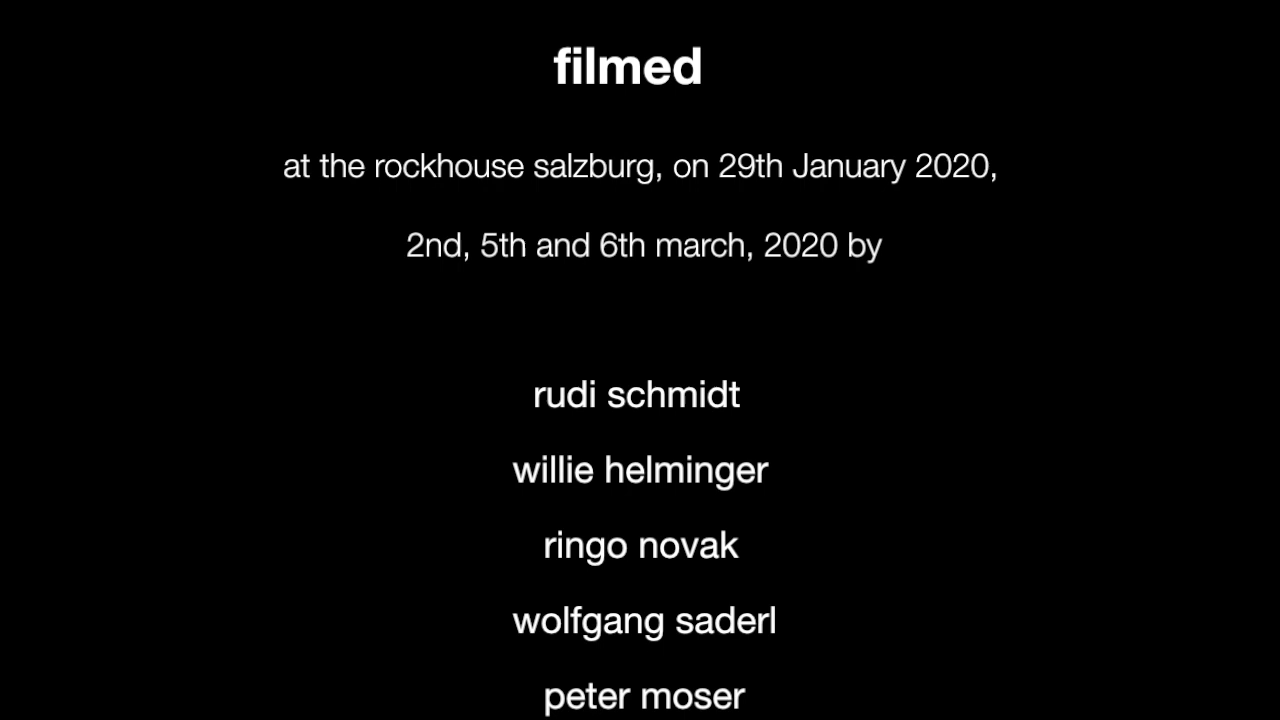 filmed
at the rockhouse salzburg, on 29th January 2020,
2nd, 5th and 6th march, 2020 by
rudi schmidt
willie helminger
ringo novak
wolfgang saderl
peter moser